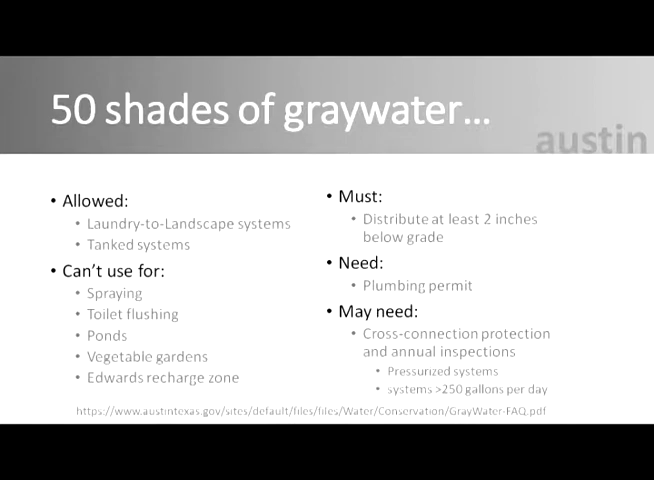 50 shades of graywater…
austin
• Allowed:
• Laundry-to-Landscape systems
• Tanked systems
• Can't use for:
• Spraying
• Toilet flushing
• Ponds
• Vegetable gardens
• Edwards recharge zone
• Must:
• Distribute at least 2 inches
below grade
• Need:
• Plumbing permit
• May need:
• Cross-connection protection
and annual inspections
• Pressurized systems
• systems >250 gallons per day
https://www.austintexas.gov/sites/default/files/files/Water/Conservation/GrayWater-FAQ.pdf